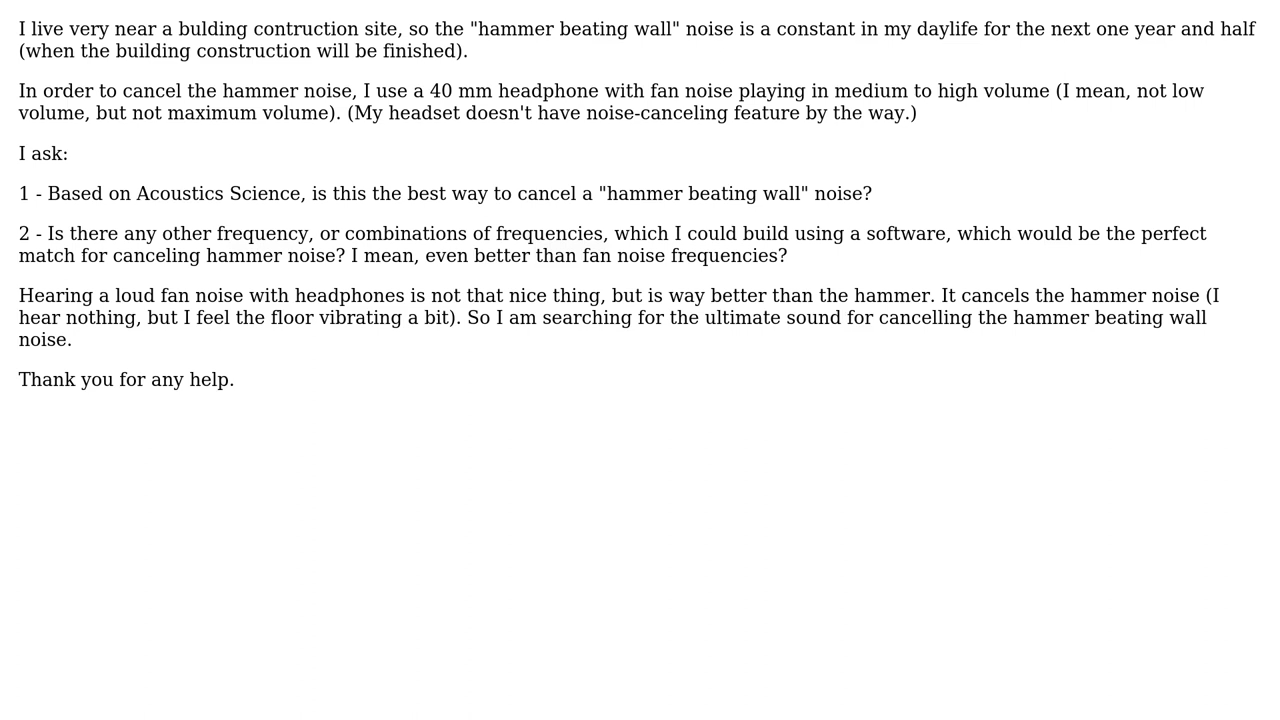 I live very near a bulding contruction site, so the "hammer beating wall" noise is a constant in my daylife for the next one year and half
(when the building construction will be finished).
In order to cancel the hammer noise, I use a 40 mm headphone with fan noise playing in medium to high volume (I mean, not low
volume, but not maximum volume). (My headset doesn't have noise-canceling feature by the way.)
I ask:
1 - Based on Acoustics Science, is this the best way to cancel a "hammer beating wall" noise?
2 - Is there any other frequency, or combinations of frequencies, which I could build using a software, which would be the perfect
match for canceling hammer noise? I mean, even better than fan noise frequencies?
Hearing a loud fan noise with headphones is not that nice thing, but is way better than the hammer. It cancels the hammer noise (I
hear nothing, but I feel the floor vibrating a bit). So I am searching for the ultimate sound for cancelling the hammer beating wall
noise.
Thank you for any help.